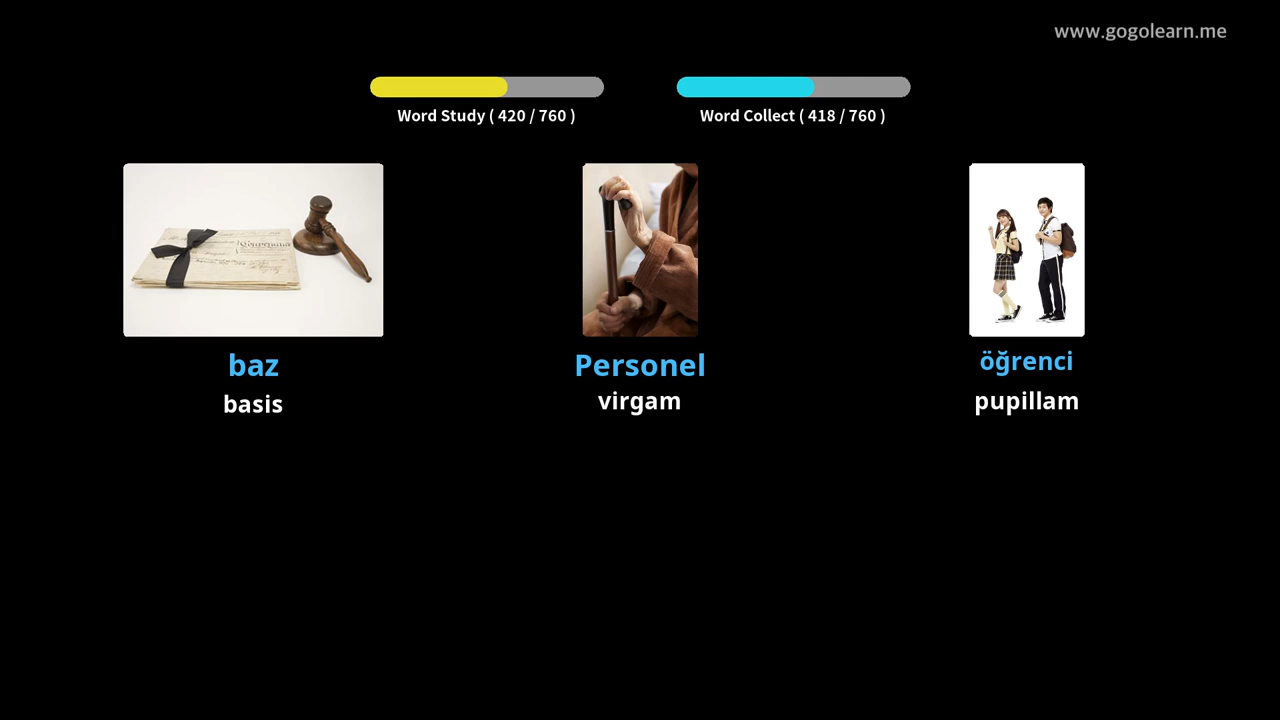 www.gogolearn.me
Word Study ( 420 / 760 )
Word Collect ( 418 / 760 )
baz
Personel
öğrenci
basis
virgam
pupillam